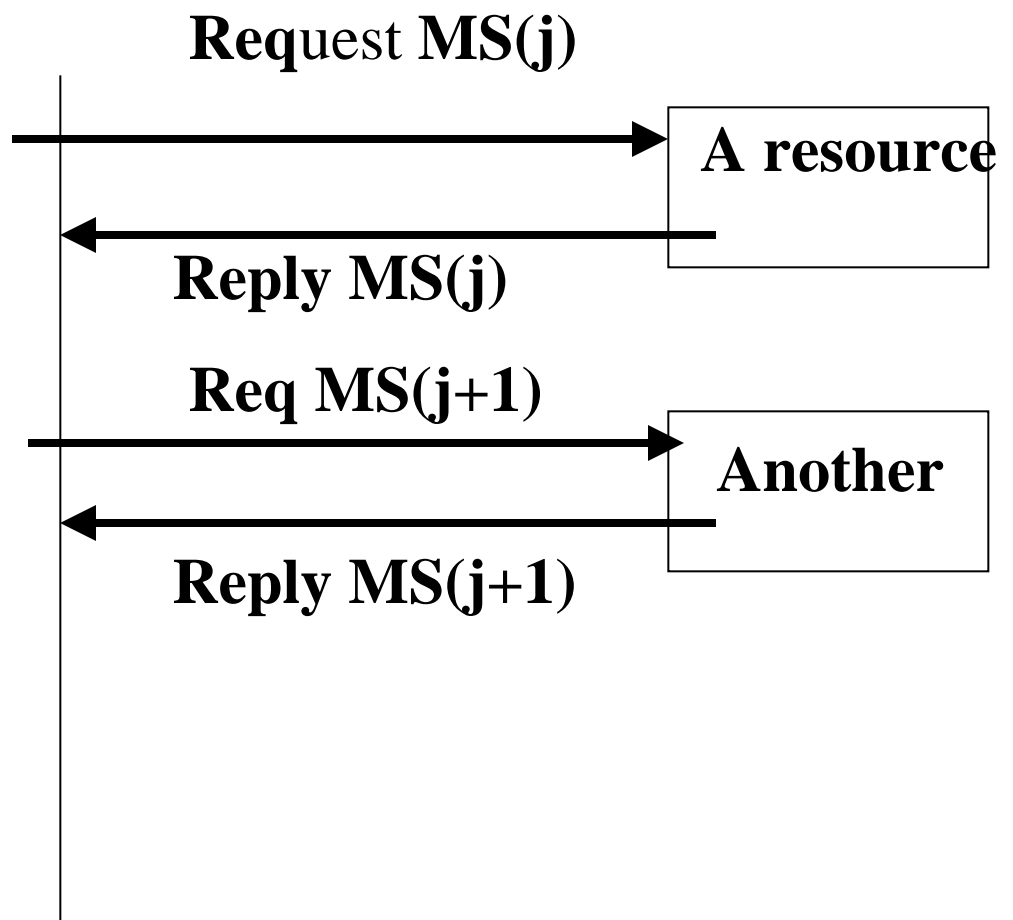 Request MS(j)
A resource
Reply MS(j)
Req MS(j+1)
Another
Reply MS(j+1)